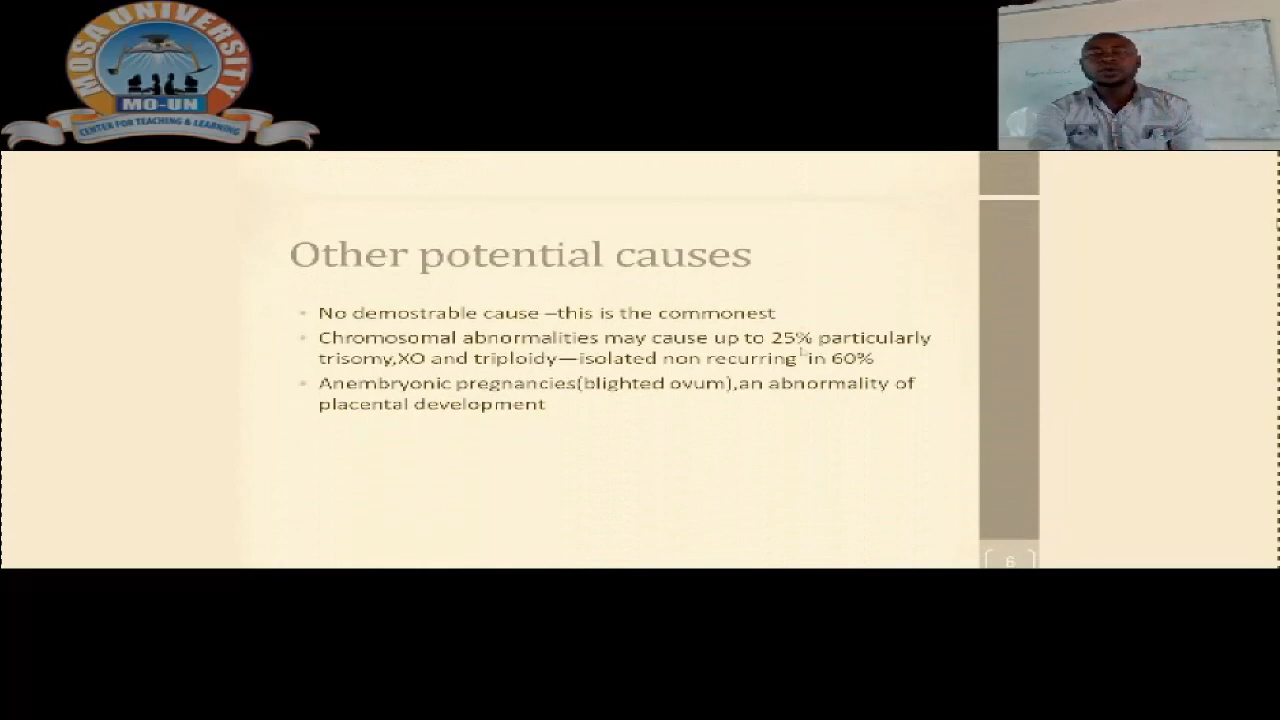 MOSA UNIVERSITY
MO-UN
CENTER FOR TEACHING & LEARNING
Other potential causes
No demostrable cause –this is the commonest
Chromosomal abnormalities may cause up to 25% particularly
trisomy,XO and triploidy—isolated non recurring in 60%
Anembryonic pregnancies(blighted ovum),an abnormality of
placental development
6